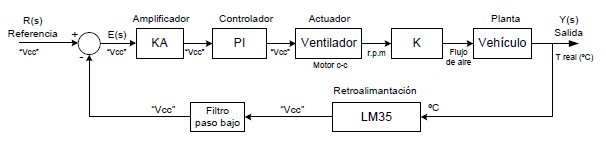 R(s)
Referencia
"Vcc"
+
-
E(s)
"Vcc"
Amplificador
KA
"Vcc"
Controlador
PI
"Vcc"
Actuador
Ventilador
Motor c-c
r.p.m
K
Flujo
de aire
Planta
Vehículo
Y(s)
Salida
T real (ºC)
Retroalimantación
"Vcc"
Filtro
paso bajo
"Vcc"
LM35
ºC